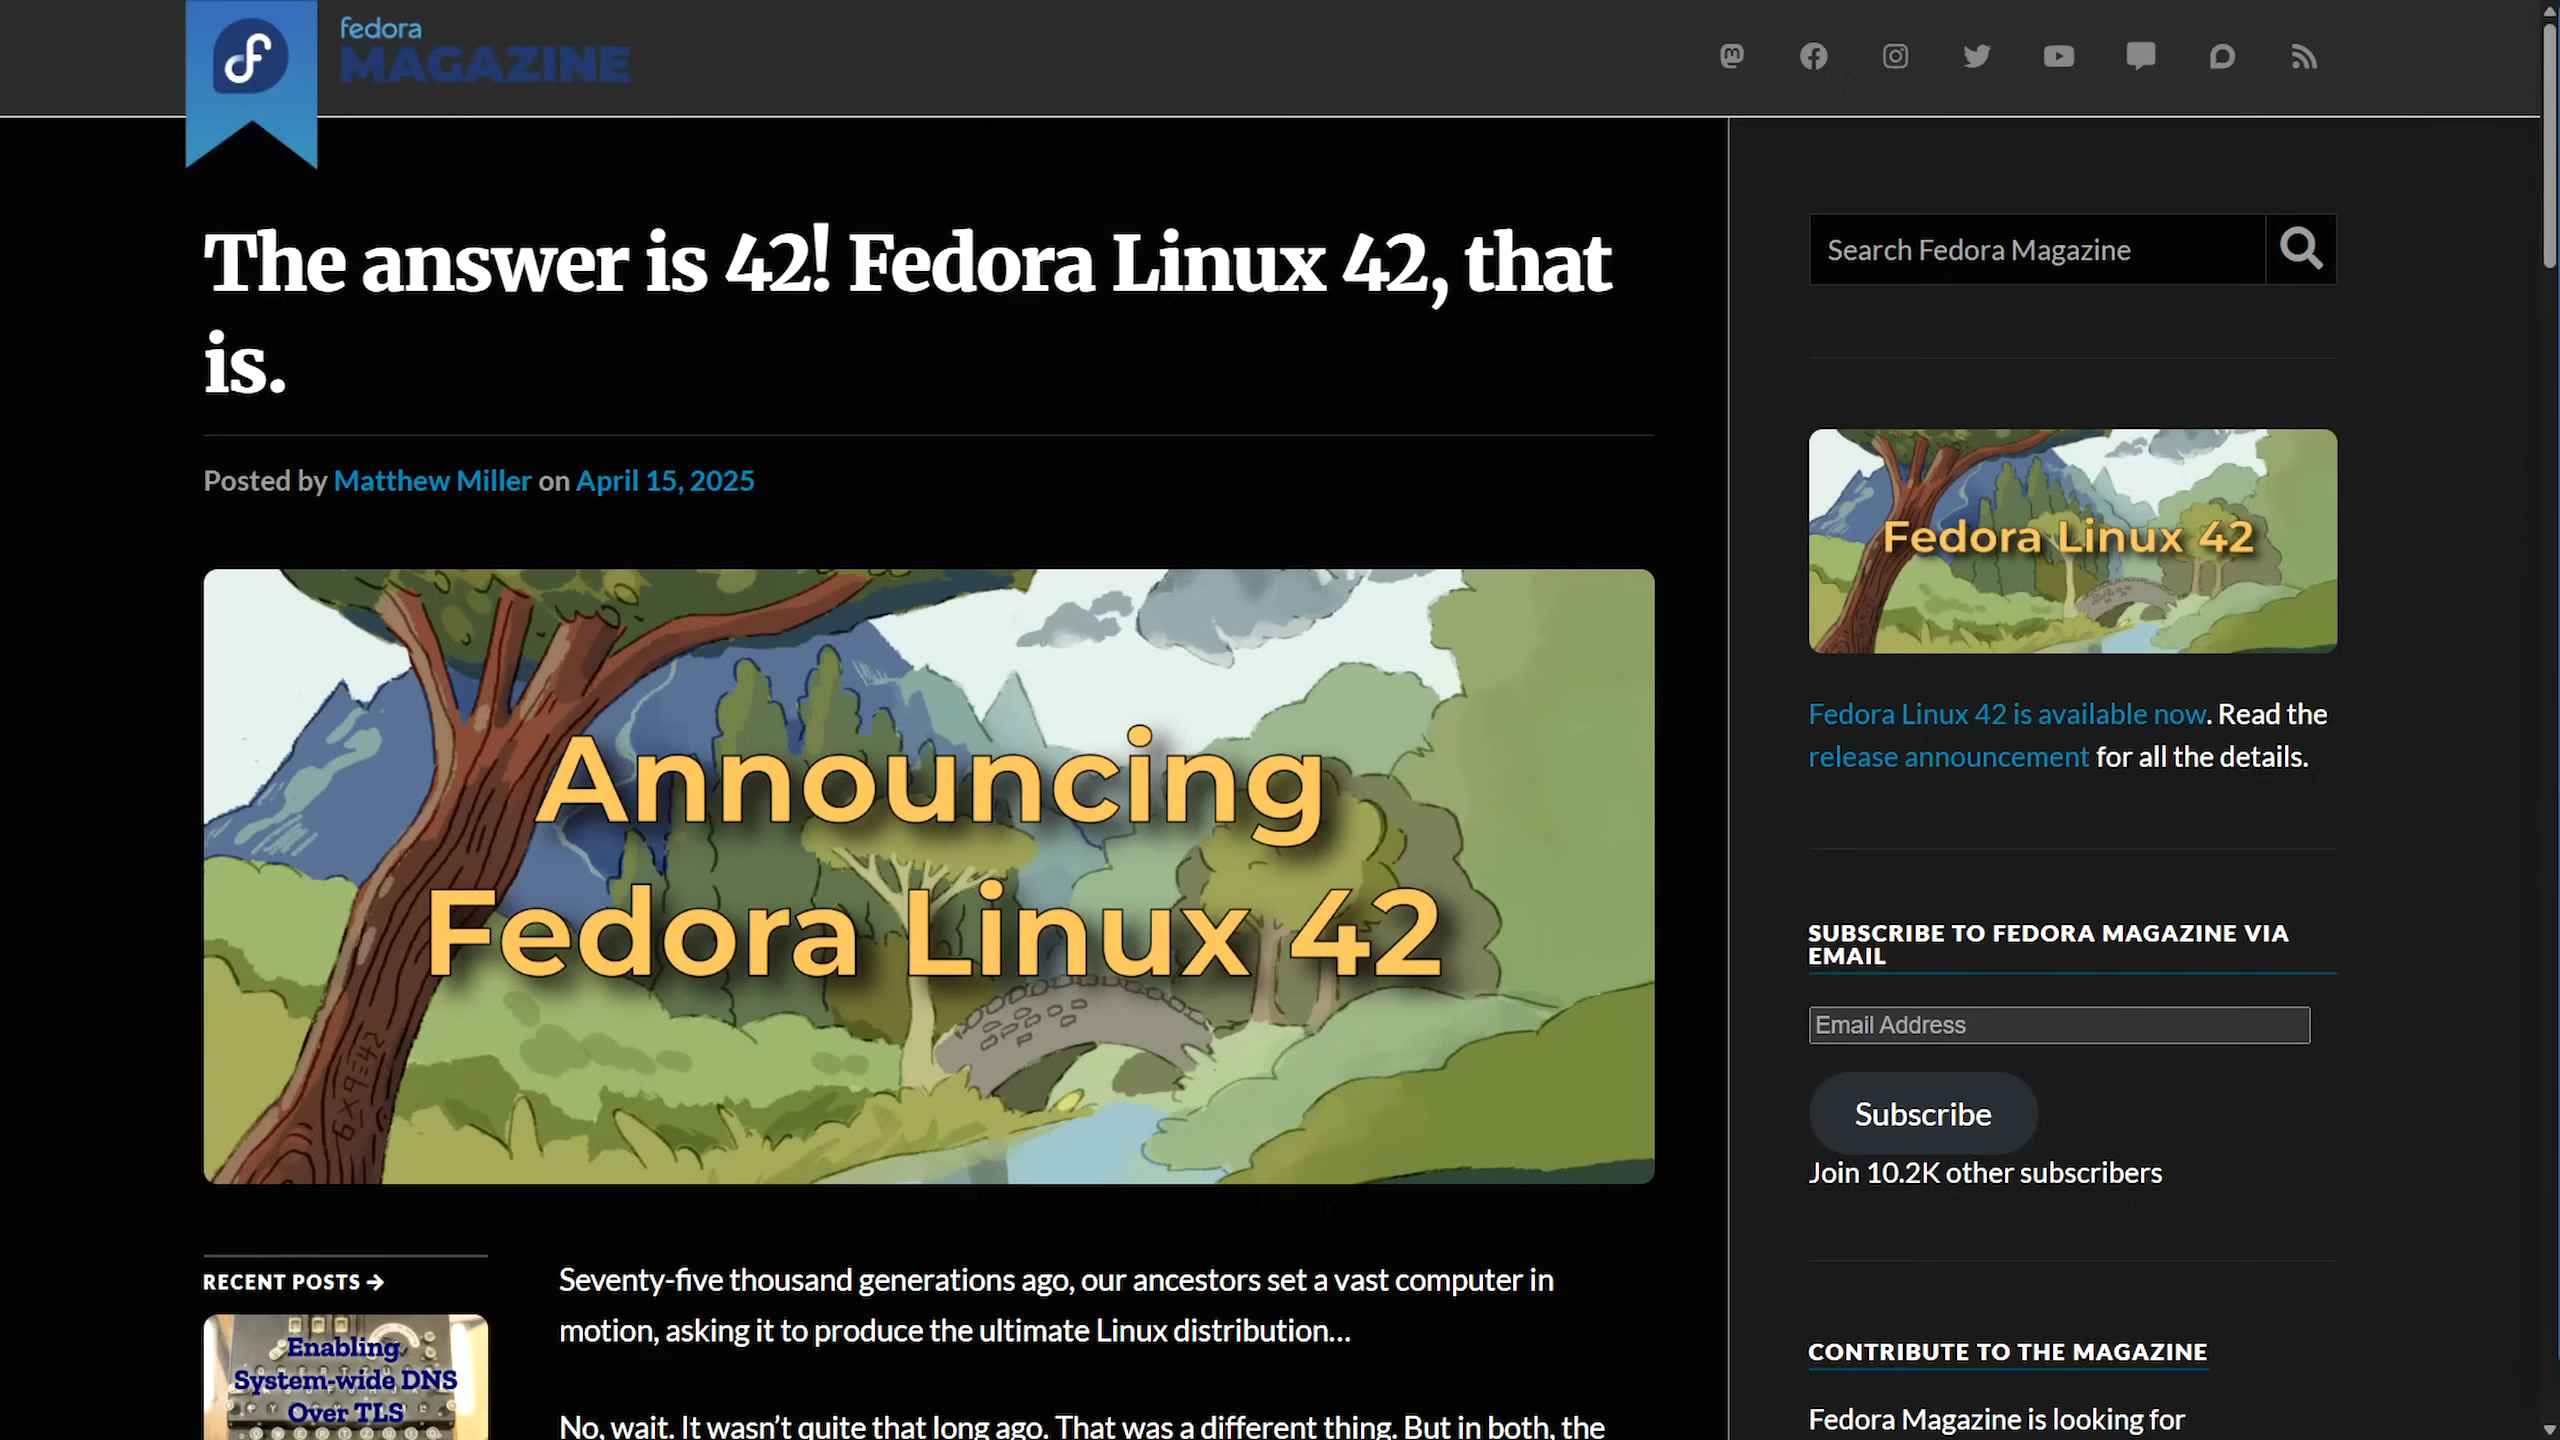 fedora
MAGAZINE
The answer is 42! Fedora Linux 42, that
is.
Posted by Matthew Miller on April 15, 2025
Announcing
Fedora Linux 42
6x9=42
RECENT POSTS →
Enabling
System-wide DNS
Over TLS
Seventy-five thousand generations ago, our ancestors set a vast computer in
motion, asking it to produce the ultimate Linux distribution…
No, wait. It wasn’t quite that long ago. That was a different thing. But in both, the
Search Fedora Magazine
Fedora Linux 42
Fedora Linux 42 is available now. Read the
release announcement for all the details.
SUBSCRIBE TO FEDORA MAGAZINE VIA
EMAIL
Email Address
Subscribe
Join 10.2K other subscribers
CONTRIBUTE TO THE MAGAZINE
Fedora Magazine is looking for